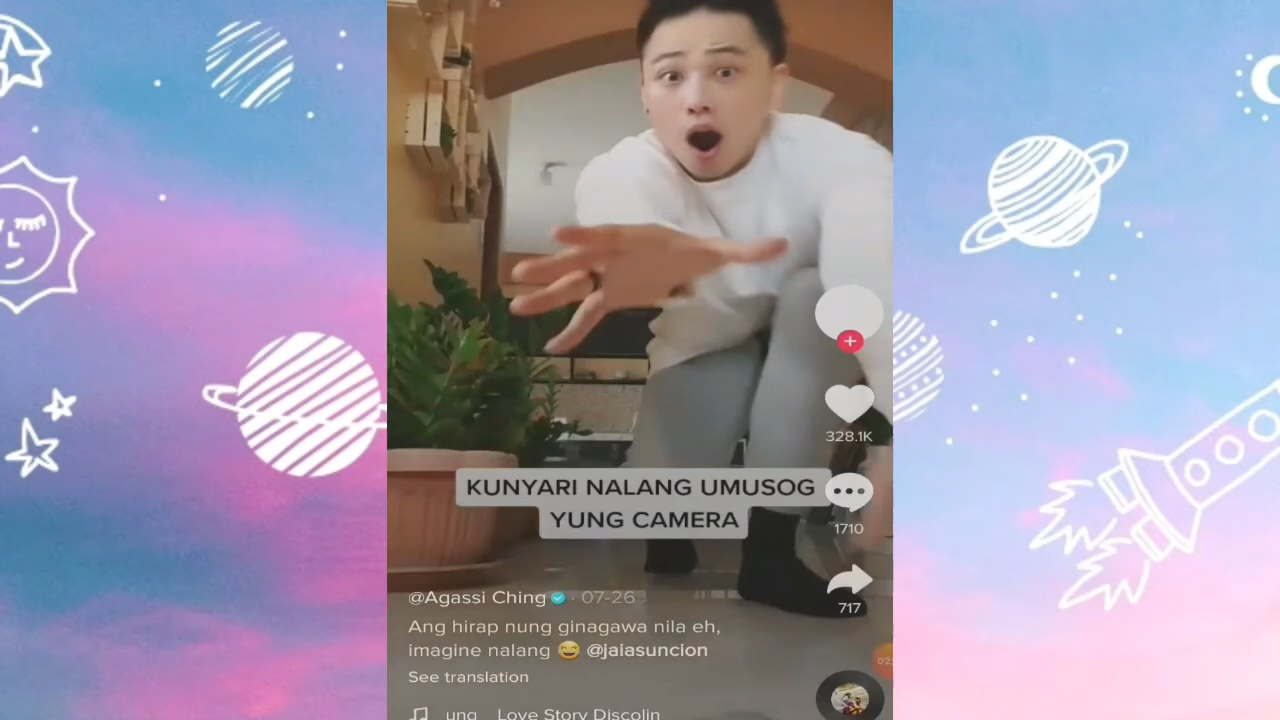 328.1K
KUNYARI NALANG UMUSOG
YUNG CAMERA
1710
717
@Agassi Ching · 07-26
Ang hirap nung ginagawa nila eh,
imagine nalang 😅 @jaiasuncion
See translation
ung Love Story Discolin